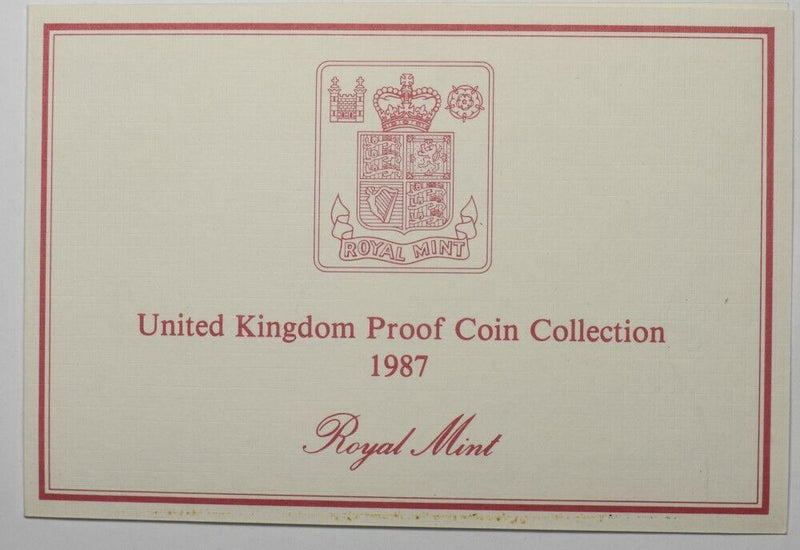 ROYAL MINT
United Kingdom Proof Coin Collection
1987
Royal Mint